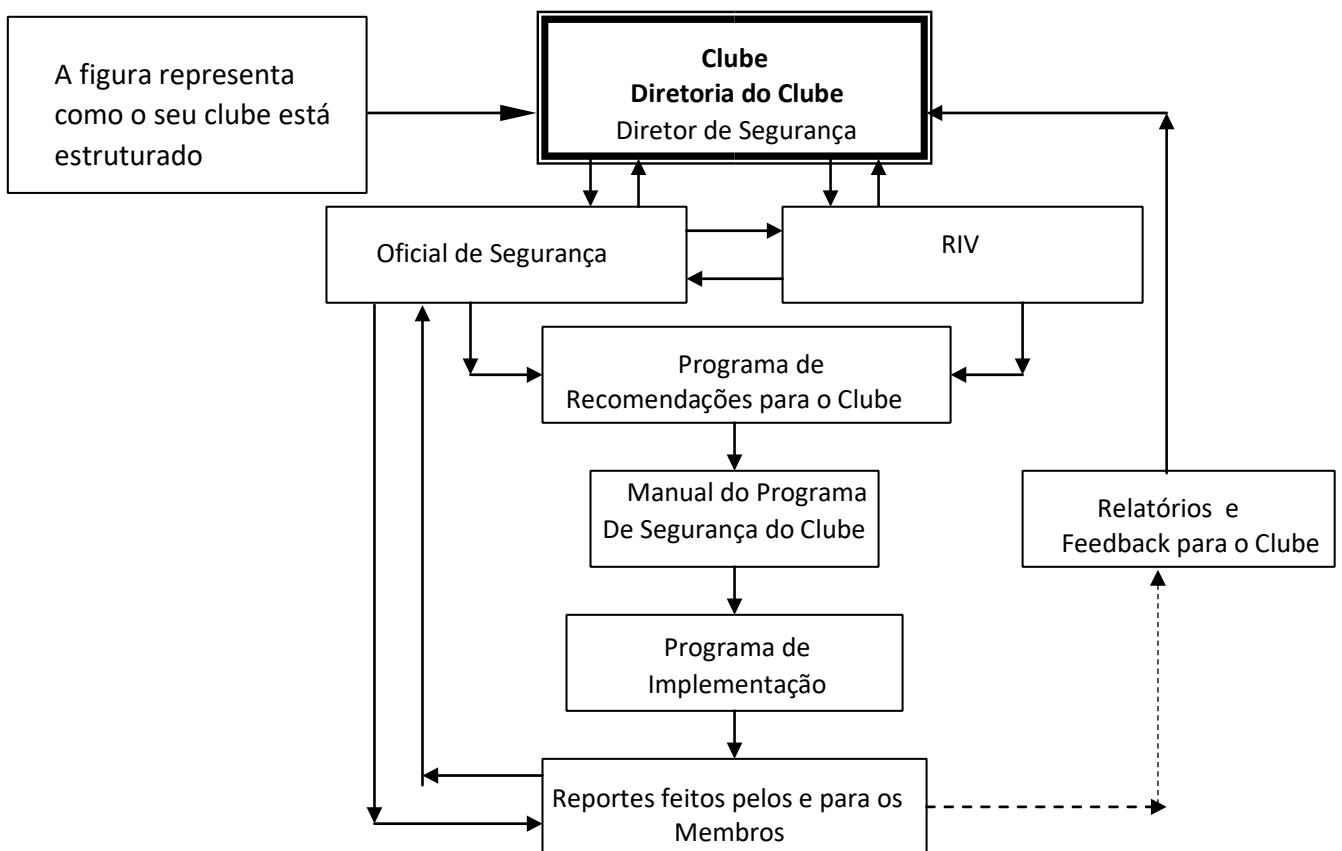 A figura representa
como o seu clube está
estruturado
Clube
Diretoria do Clube
Diretor de Segurança
Oficial de Segurança
RIV
Programa de
Recomendações para o Clube
Manual do Programa
De Segurança do Clube
Relatórios e
Feedback para o Clube
Programa de
Implementação
Reportes feitos pelos e para os
Membros